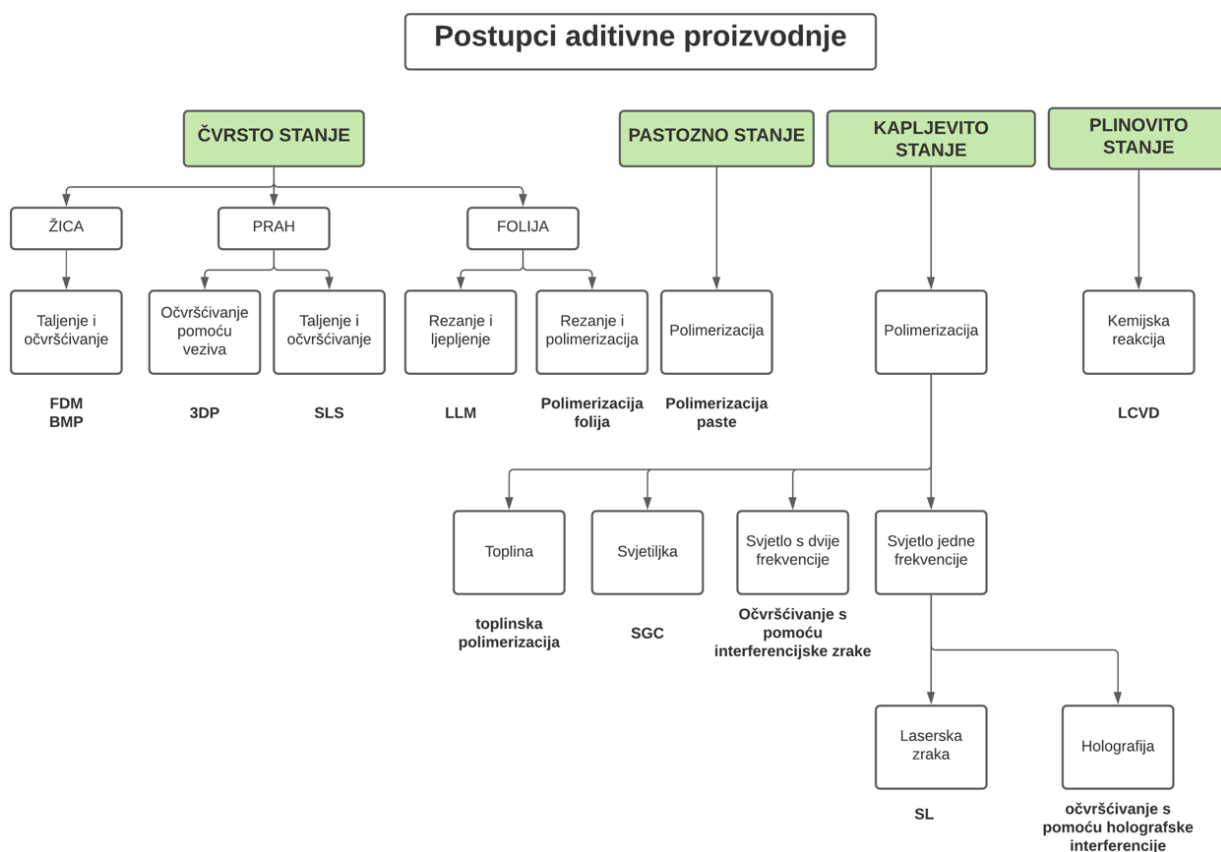 Postupci aditivne proizvodnje
ČVRSTO STANJE
PASTOZNO STANJE
KAPLJEVITO
STANJE
PLINOVITO
STANJE
ŽICA
PRAH
FOLIJA
Taljenje i
očvršćivanje
Očvršćivanje
pomoću
veziva
Taljenje i
očvršćivanje
Rezanje i
ljepljenje
Rezanje i
polimerizacija
Polimerizacija
Polimerizacija
Kemijska
reakcija
FDM
BMP
3DP
SLS
LLM
Polimerizacija
folija
Polimerizacija
paste
LCVD
Toplina
Svjetiljka
Svjetlo s dvije
frekvencije
Svjetlo jedne
frekvencije
toplinska
polimerizacija
SGC
Očvršćivanje s
pomoću
interferencijske zrake
Laserska
zraka
Holografija
SL
očvršćivanje s
pomoću holografske
interferencije